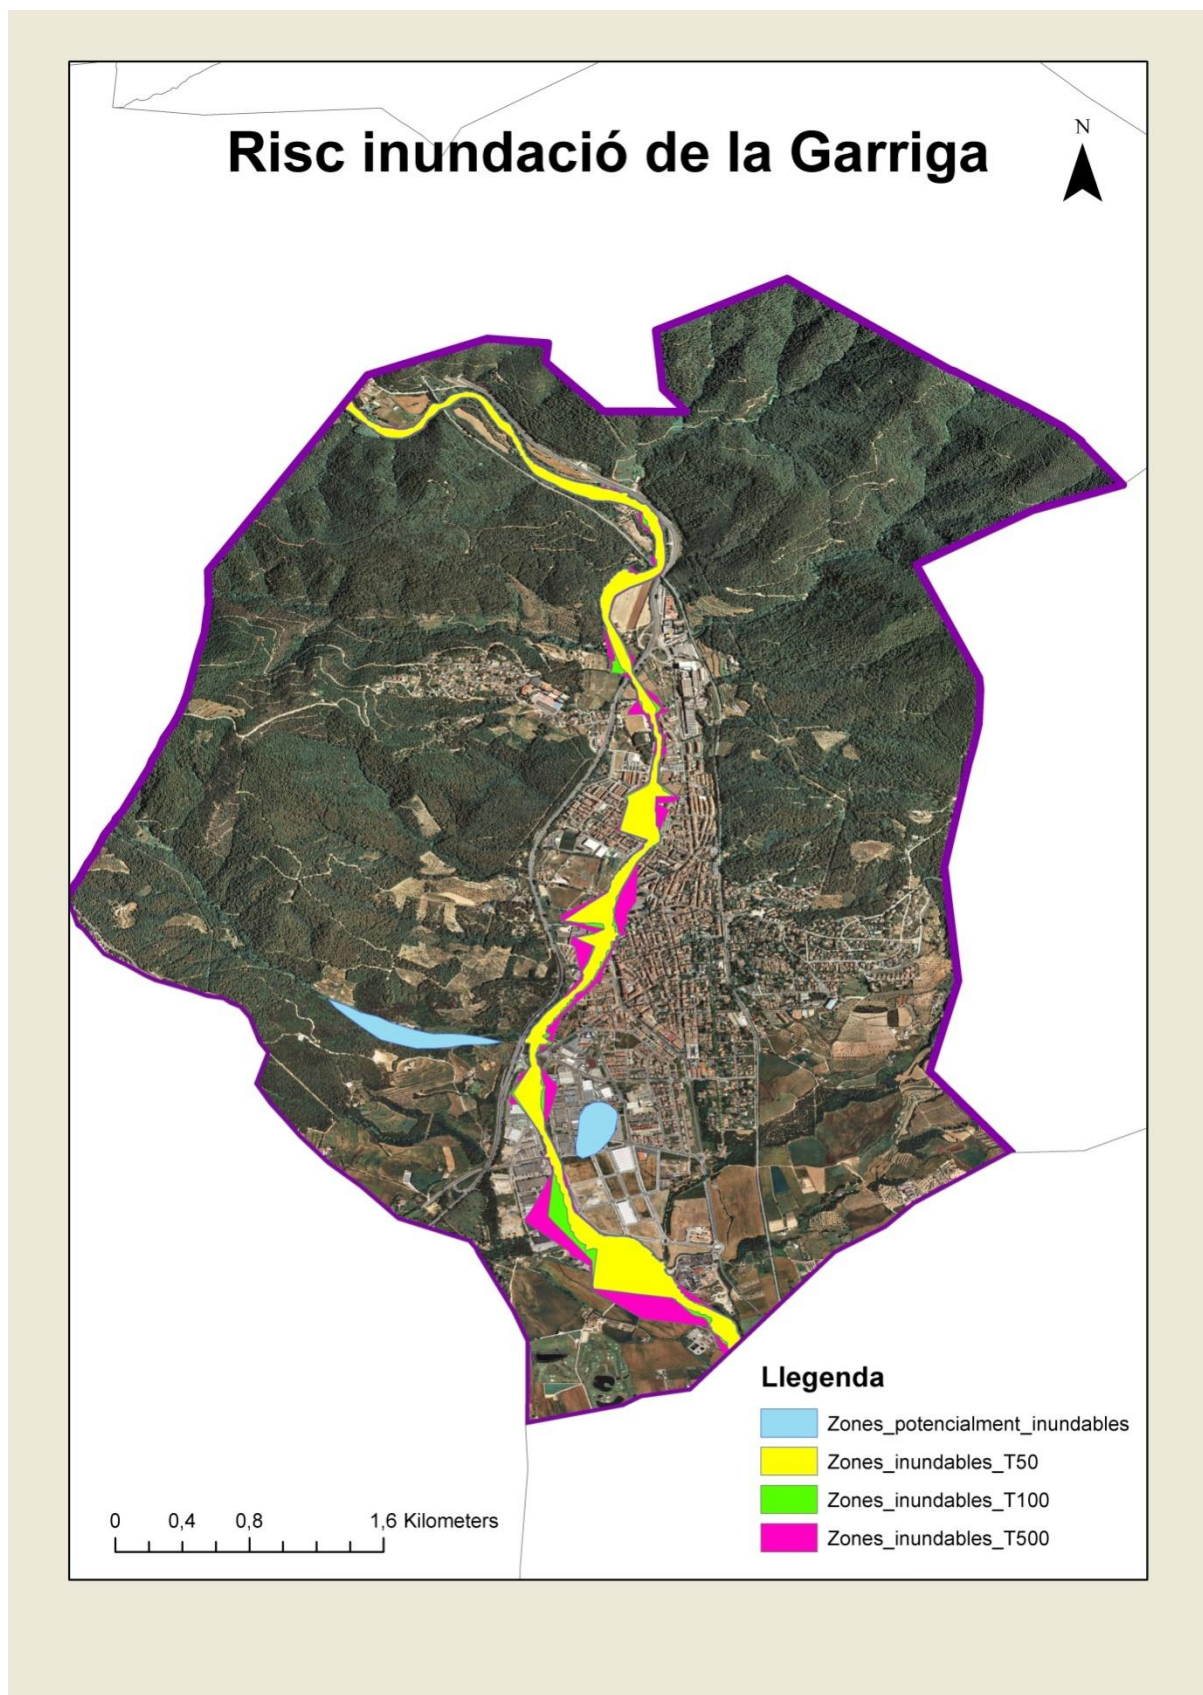 Risc inundació de la Garriga
N
Llegenda
Zones_potencialment_inundables
Zones_inundables_T50
Zones_inundables_T100
Zones_inundables_T500
0 0,4 0,8 1,6 Kilometers